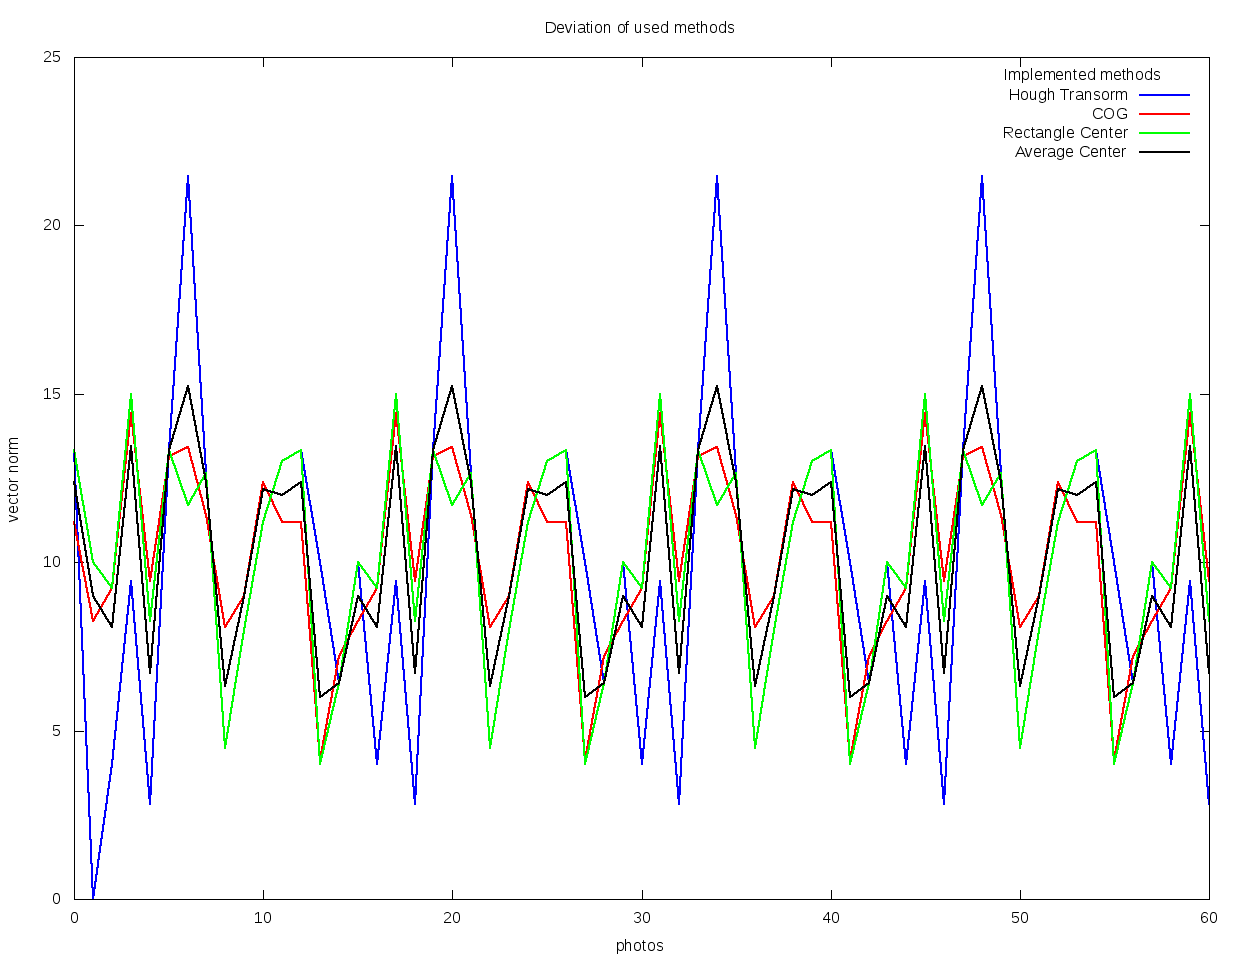 Deviation of used methods
Implemented methods
Hough Transorm
COG
Rectangle Center
Average Center
vector norm
25
20
15
10
5
0
0 10 20 30 40 50 60
photos